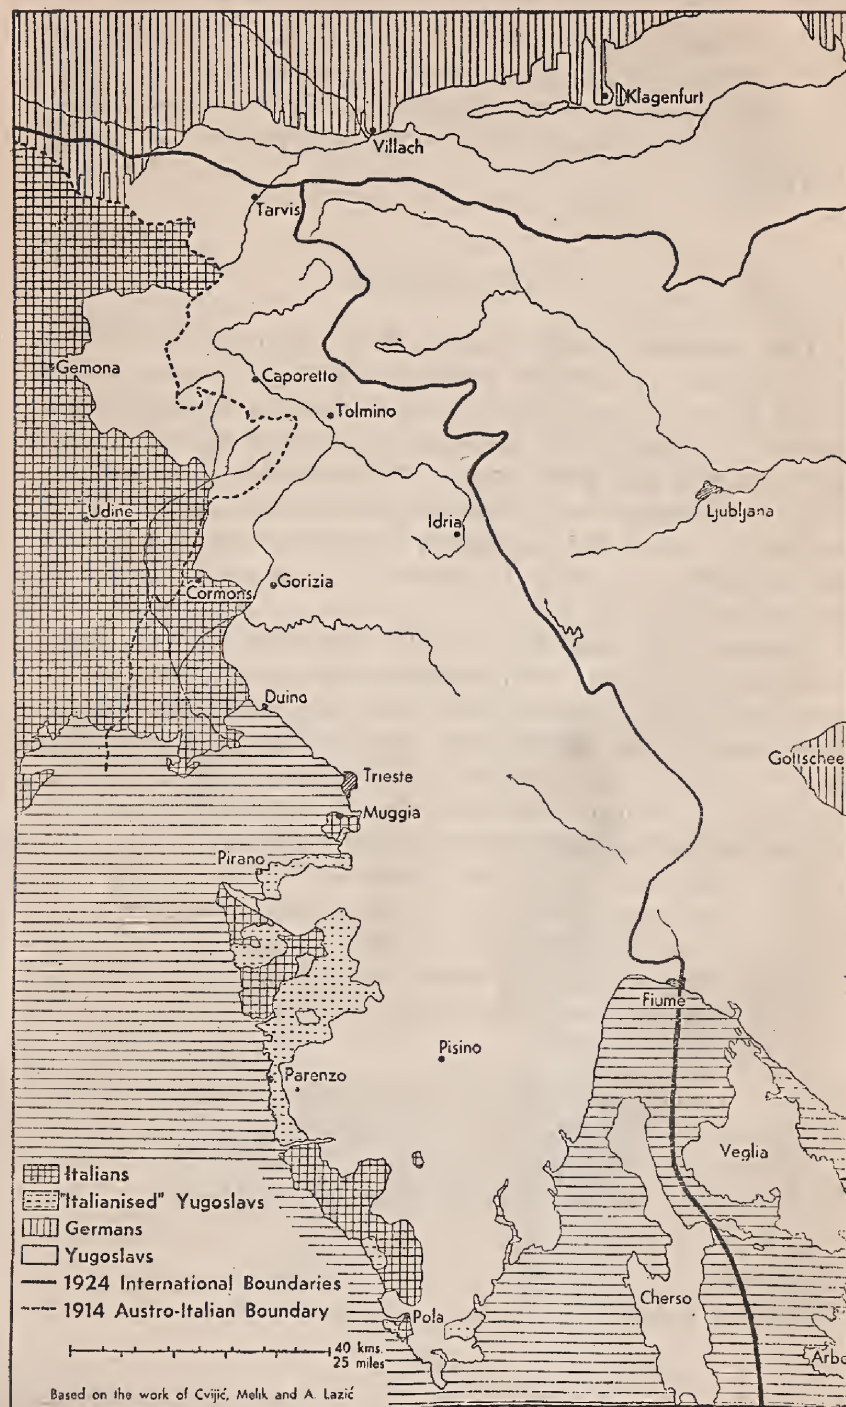 Klagenfurt
Villach
Tarvis
Gemona
Caporetto
Tolmino
Udine
Idria
Ljubljana
Cormons
Gorizia
Duino
Gottschee
Trieste
Muggia
Pirano
Fiume
Pisino
Parenzo
Veglia
Italians
"Italianised" Yugoslavs
Germans
Yugoslavs
1924 International Boundaries
1914 Austro-Italian Boundary
Cherso
Pola
Arbe
40 kms.
25 miles
Based on the work of Cvijić, Melik and A. Lazić